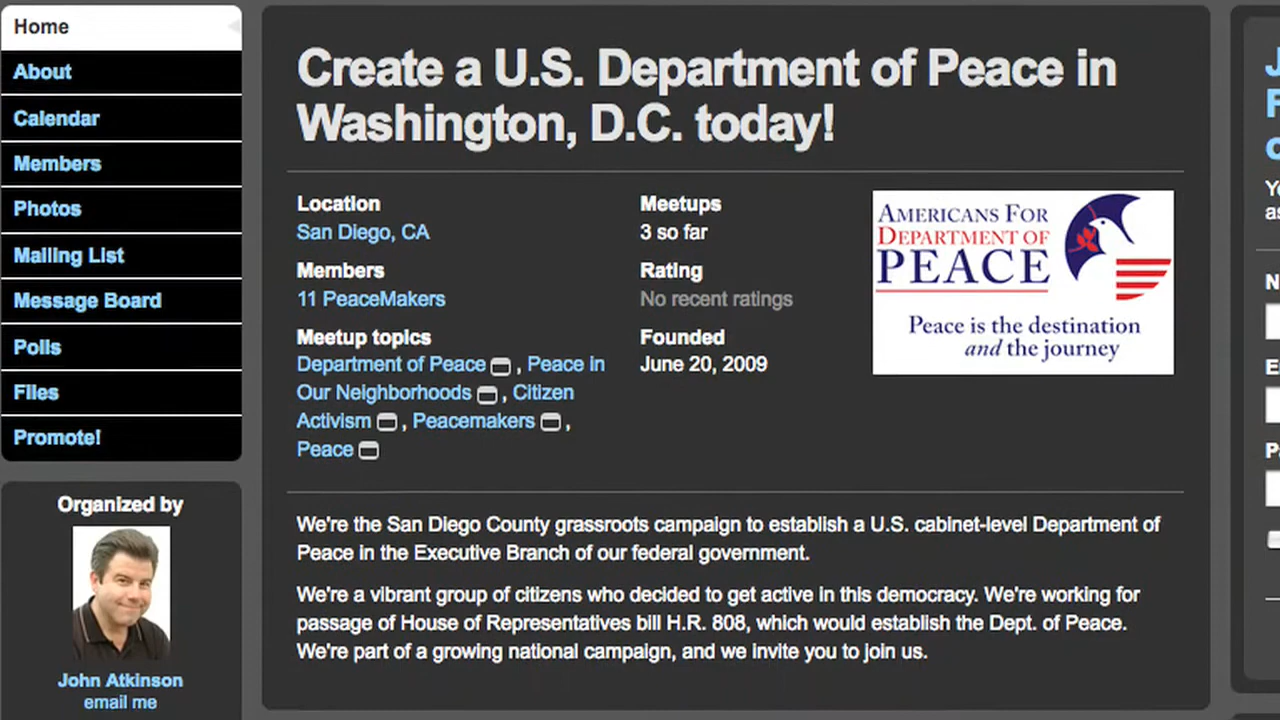 Home
About
Calendar
Members
Photos
Mailing List
Message Board
Polls
Files
Promote!
Organized by
John Atkinson
email me
Create a U.S. Department of Peace in
Washington, D.C. today!
Location
San Diego, CA
Members
11 PeaceMakers
Meetup topics
Department of Peace , Peace in
Our Neighborhoods , Citizen
Activism , Peacemakers ,
Peace
Meetups
3 so far
Rating
No recent ratings
Founded
June 20, 2009
AMERICANS FOR
DEPARTMENT OF
PEACE
Peace is the destination
and the journey
We're the San Diego County grassroots campaign to establish a U.S. cabinet-level Department of
Peace in the Executive Branch of our federal government.
We're a vibrant group of citizens who decided to get active in this democracy. We're working for
passage of House of Representatives bill H.R. 808, which would establish the Dept. of Peace.
We're part of a growing national campaign, and we invite you to join us.